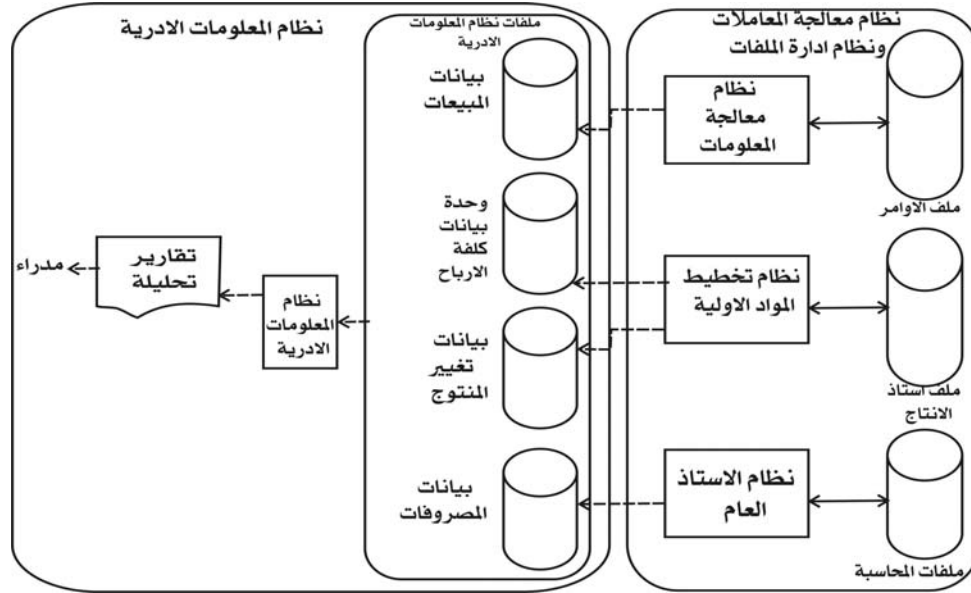 نظام معالجة المعاملات
ونظام ادارة الملفات
نظام
معالجة
المعلومات
ملف الاوامر
نظام تخطيط
المواد الاولية
ملف استاذ
الانتاج
نظام الاستاذ
العام
ملفات المحاسبة
نظام المعلومات الادرية
ملفات نظام المعلومات
الادرية
بيانات
المبيعات
وحدة
بيانات
كلفة
الارباح
بيانات
تغيير
المنتوج
بيانات
المصروفات
نظام
المعلومات
الادرية
تقارير
تحليلة
مدراء